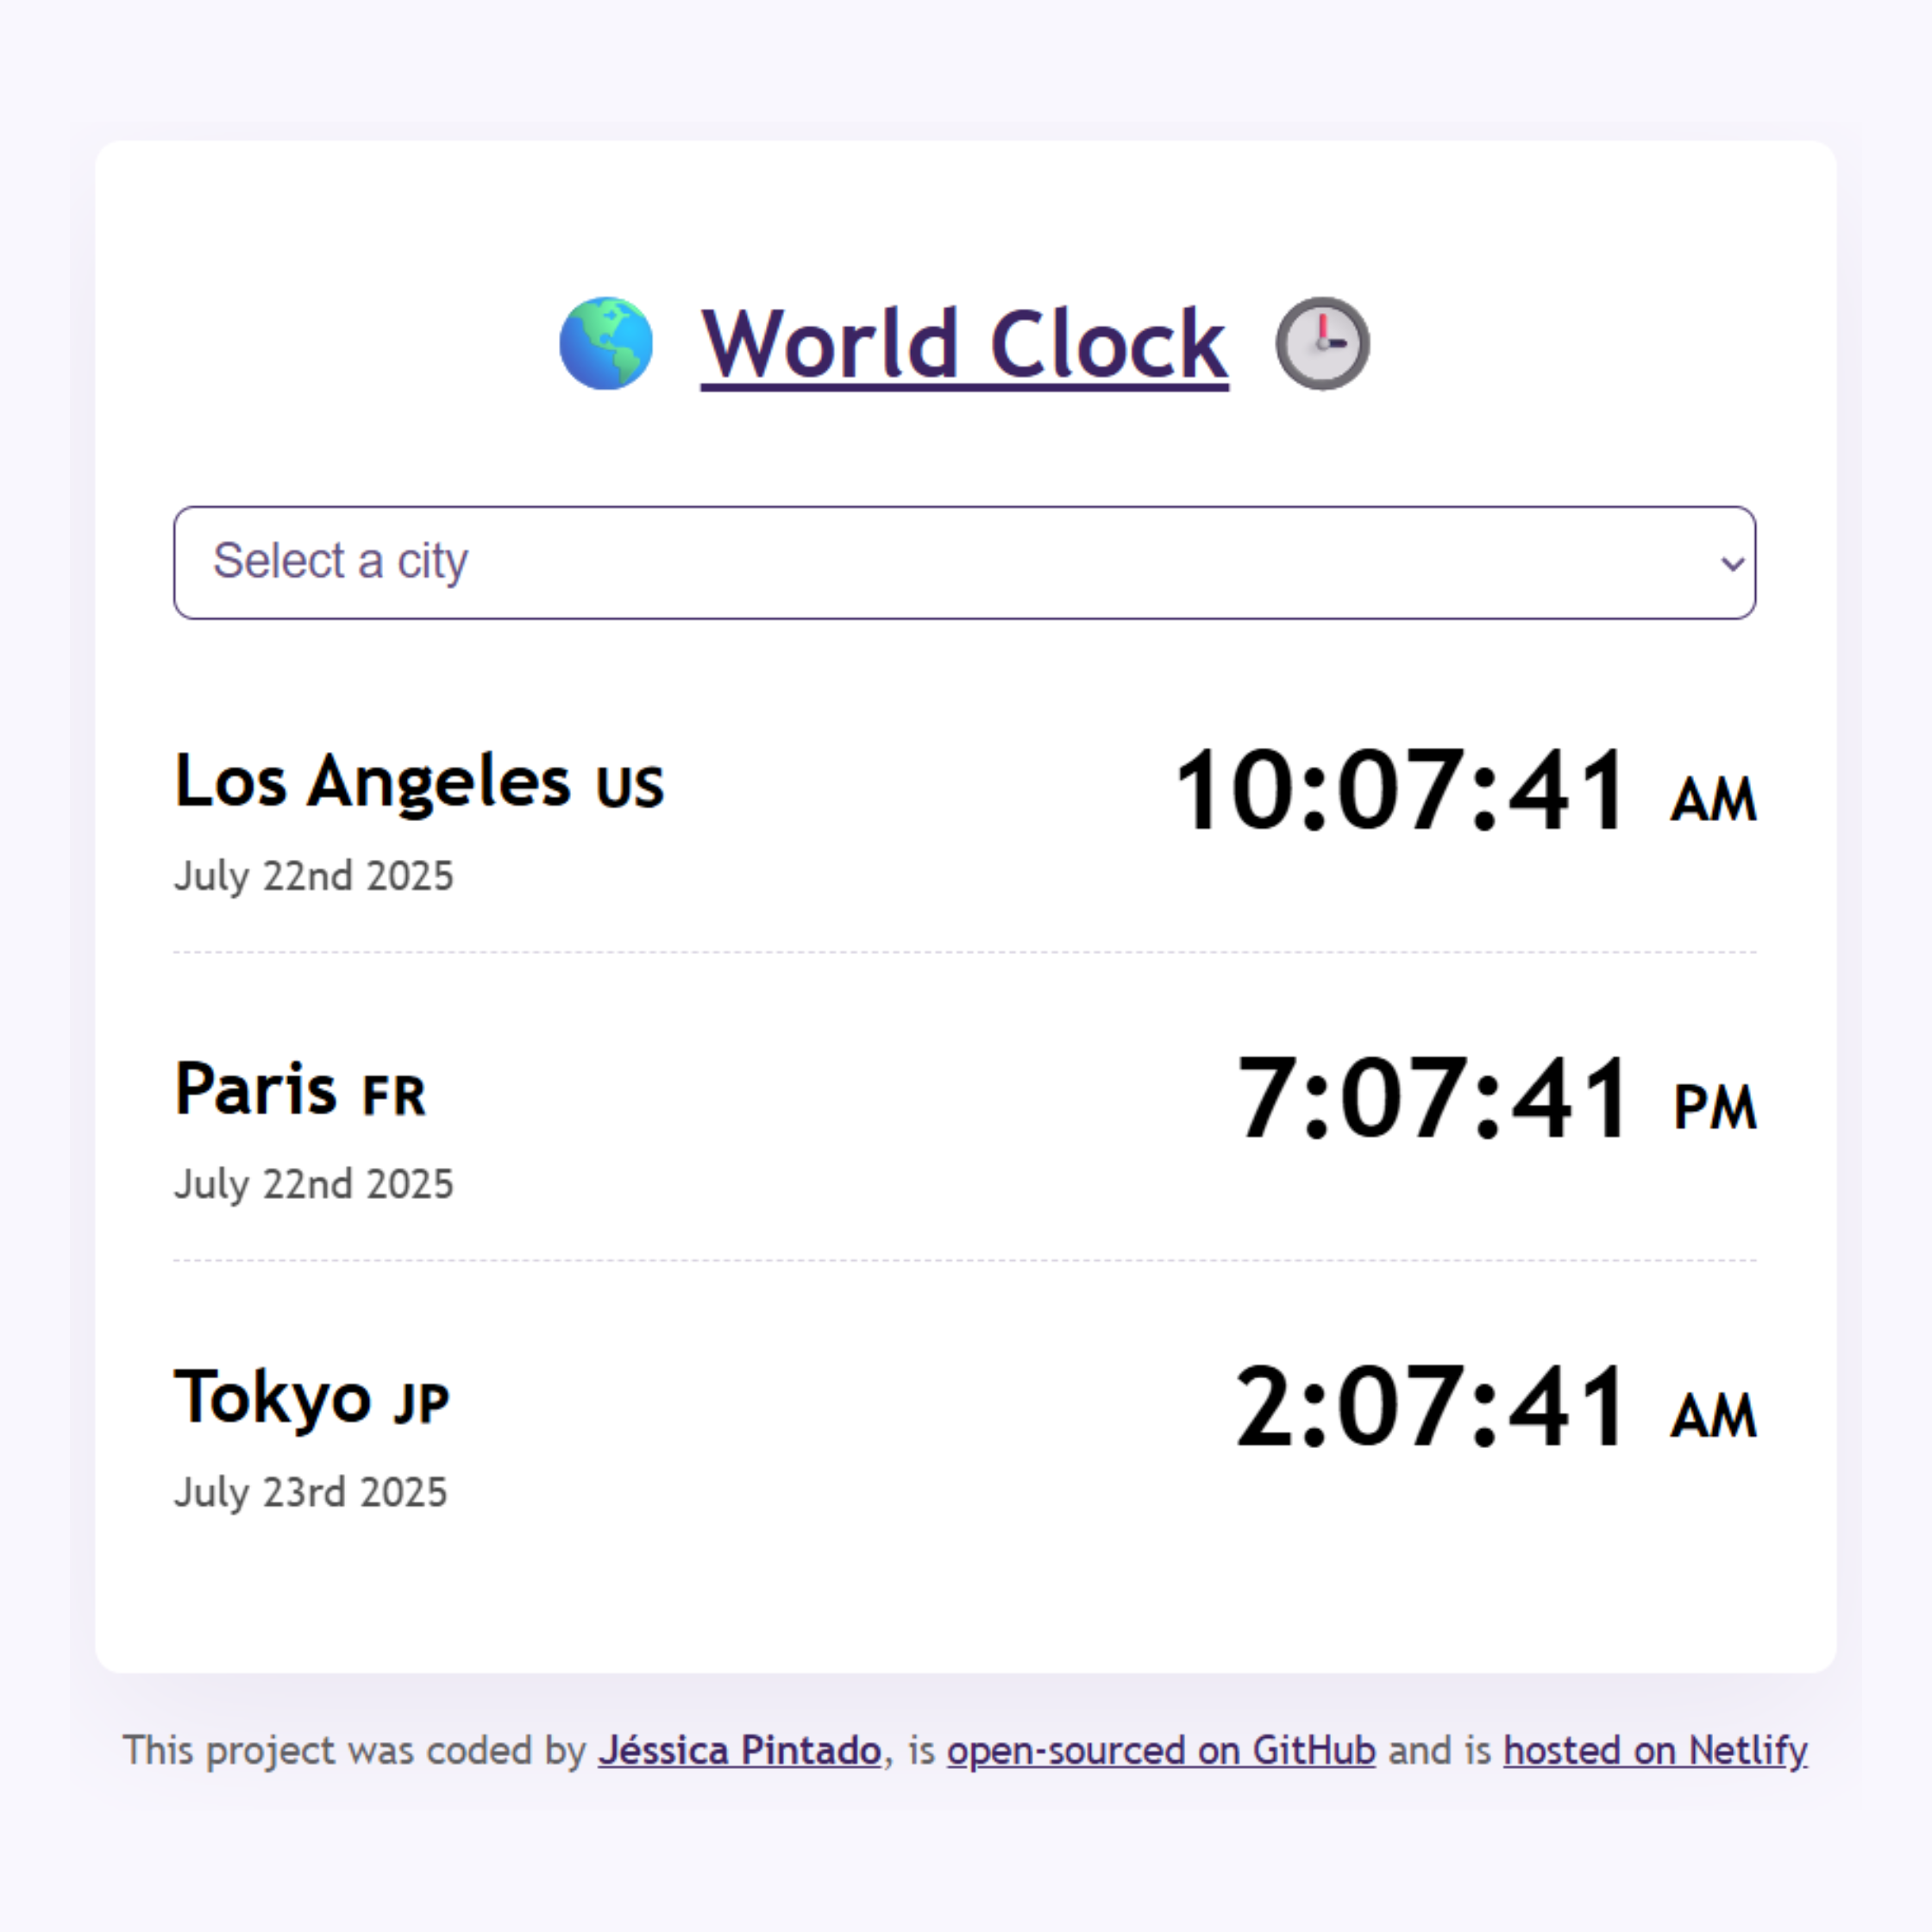 World Clock
Select a city
Los Angeles US
10:07:41 AM
July 22nd 2025
Paris FR
7:07:41 PM
July 22nd 2025
Tokyo JP
2:07:41 AM
July 23rd 2025
This project was coded by Jéssica Pintado, is open-sourced on GitHub and is hosted on Netlify